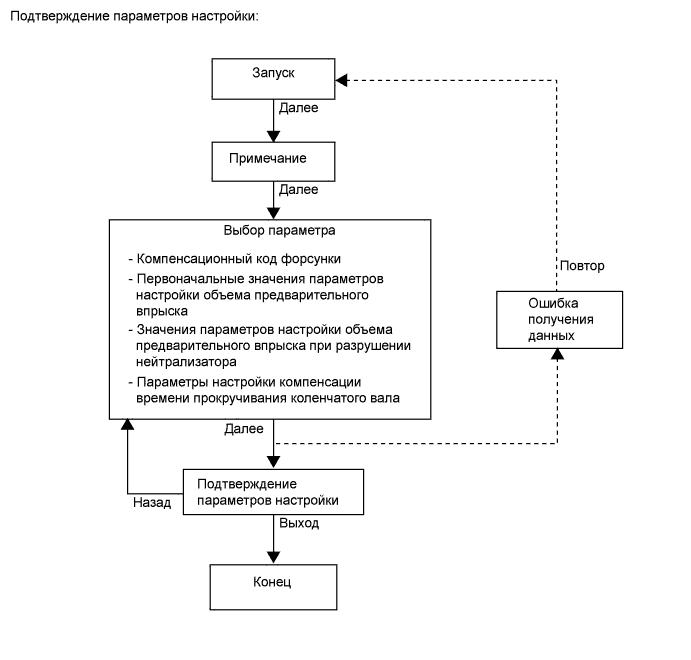 Подтверждение параметров настройки:
Запуск
Далее
Примечание
Далее
Выбор параметра
- Компенсационный код форсунки
- Первоначальные значения параметров
настройки объема предварительного
впрыска
- Значения параметров настройки объема
предварительного впрыска при разрушении
нейтрализатора
- Параметры настройки компенсации
времени прокручивания коленчатого вала
Повтор
Ошибка
получения
данных
Далее
Подтверждение
параметров настройки
Назад
Выход
Конец